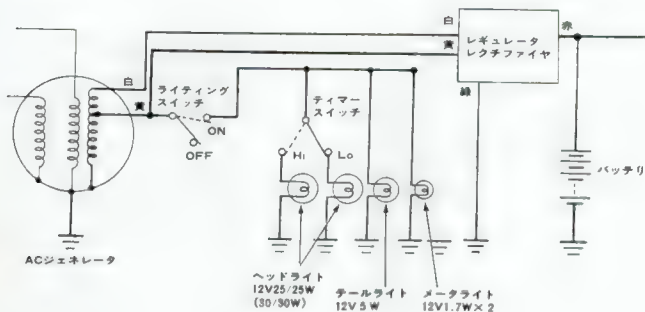 白
黄
レギュレータ
レクチファイヤ
赤
緑
白
黄
ライティング
スイッチ
ON
OFF
ディマー
スイッチ
HI
Lo
バッテリ
ACジェネレータ
ヘッドライト
12V25/25W
(30/30W)
テールライト
12V5W
メータライト
12V1.7W×2